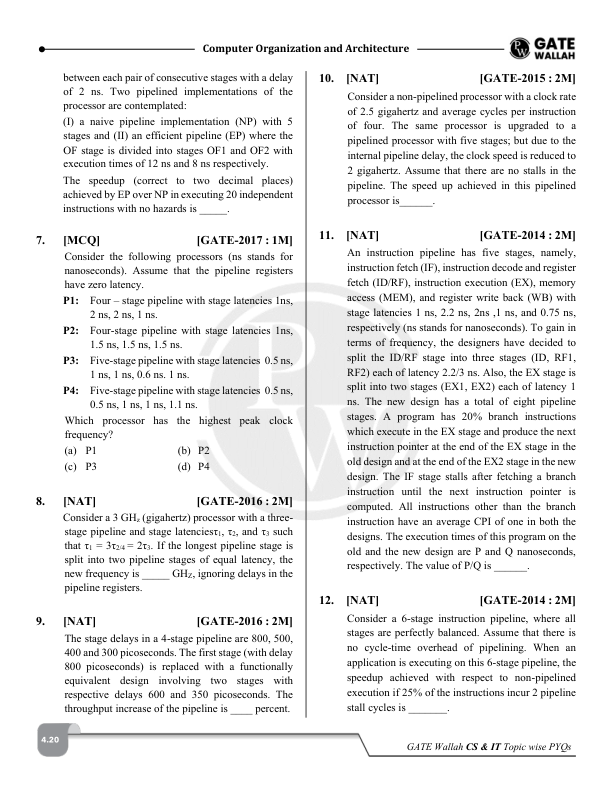 Computer Organization and Architecture
GATE
WALLAH
between each pair of consecutive stages with a delay
of 2 ns. Two pipelined implementations of the
processor are contemplated:
(I) a naive pipeline implementation (NP) with 5
stages and (II) an efficient pipeline (EP) where the
OF stage is divided into stages OF1 and OF2 with
execution times of 12 ns and 8 ns respectively.
The speedup (correct to two decimal places)
achieved by EP over NP in executing 20 independent
instructions with no hazards is _____.
7. [MCQ] [GATE-2017 : 1M]
Consider the following processors (ns stands for
nanoseconds). Assume that the pipeline registers
have zero latency.
P1: Four – stage pipeline with stage latencies 1ns,
2 ns, 2 ns, 1 ns.
P2: Four-stage pipeline with stage latencies 1ns,
1.5 ns, 1.5 ns, 1.5 ns.
P3: Five-stage pipeline with stage latencies 0.5 ns,
1 ns, 1 ns, 0.6 ns. 1 ns.
P4: Five-stage pipeline with stage latencies 0.5 ns,
0.5 ns, 1 ns, 1 ns, 1.1 ns.
Which processor has the highest peak clock
frequency?
(a) P1 (b) P2
(c) P3 (d) P4
8. [NAT] [GATE-2016 : 2M]
Consider a 3 GHz (gigahertz) processor with a three-
stage pipeline and stage latenciesτ1, τ2, and τ3 such
that τ1 = 3τ2/4 = 2τ3. If the longest pipeline stage is
split into two pipeline stages of equal latency, the
new frequency is _____ GHZ, ignoring delays in the
pipeline registers.
9. [NAT] [GATE-2016 : 2M]
The stage delays in a 4-stage pipeline are 800, 500,
400 and 300 picoseconds. The first stage (with delay
800 picoseconds) is replaced with a functionally
equivalent design involving two stages with
respective delays 600 and 350 picoseconds. The
throughput increase of the pipeline is ____ percent.
10. [NAT] [GATE-2015 : 2M]
Consider a non-pipelined processor with a clock rate
of 2.5 gigahertz and average cycles per instruction
of four. The same processor is upgraded to a
pipelined processor with five stages; but due to the
internal pipeline delay, the clock speed is reduced to
2 gigahertz. Assume that there are no stalls in the
pipeline. The speed up achieved in this pipelined
processor is______.
11. [NAT] [GATE-2014 : 2M]
An instruction pipeline has five stages, namely,
instruction fetch (IF), instruction decode and register
fetch (ID/RF), instruction execution (EX), memory
access (MEM), and register write back (WB) with
stage latencies 1 ns, 2.2 ns, 2ns ,1 ns, and 0.75 ns,
respectively (ns stands for nanoseconds). To gain in
terms of frequency, the designers have decided to
split the ID/RF stage into three stages (ID, RF1,
RF2) each of latency 2.2/3 ns. Also, the EX stage is
split into two stages (EX1, EX2) each of latency 1
ns. The new design has a total of eight pipeline
stages. A program has 20% branch instructions
which execute in the EX stage and produce the next
instruction pointer at the end of the EX stage in the
old design and at the end of the EX2 stage in the new
design. The IF stage stalls after fetching a branch
instruction until the next instruction pointer is
computed. All instructions other than the branch
instruction have an average CPI of one in both the
designs. The execution times of this program on the
old and the new design are P and Q nanoseconds,
respectively. The value of P/Q is ______.
12. [NAT] [GATE-2014 : 2M]
Consider a 6-stage instruction pipeline, where all
stages are perfectly balanced. Assume that there is
no cycle-time overhead of pipelining. When an
application is executing on this 6-stage pipeline, the
speedup achieved with respect to non-pipelined
execution if 25% of the instructions incur 2 pipeline
stall cycles is _______.
4.20
GATE Wallah CS & IT Topic wise PYQs